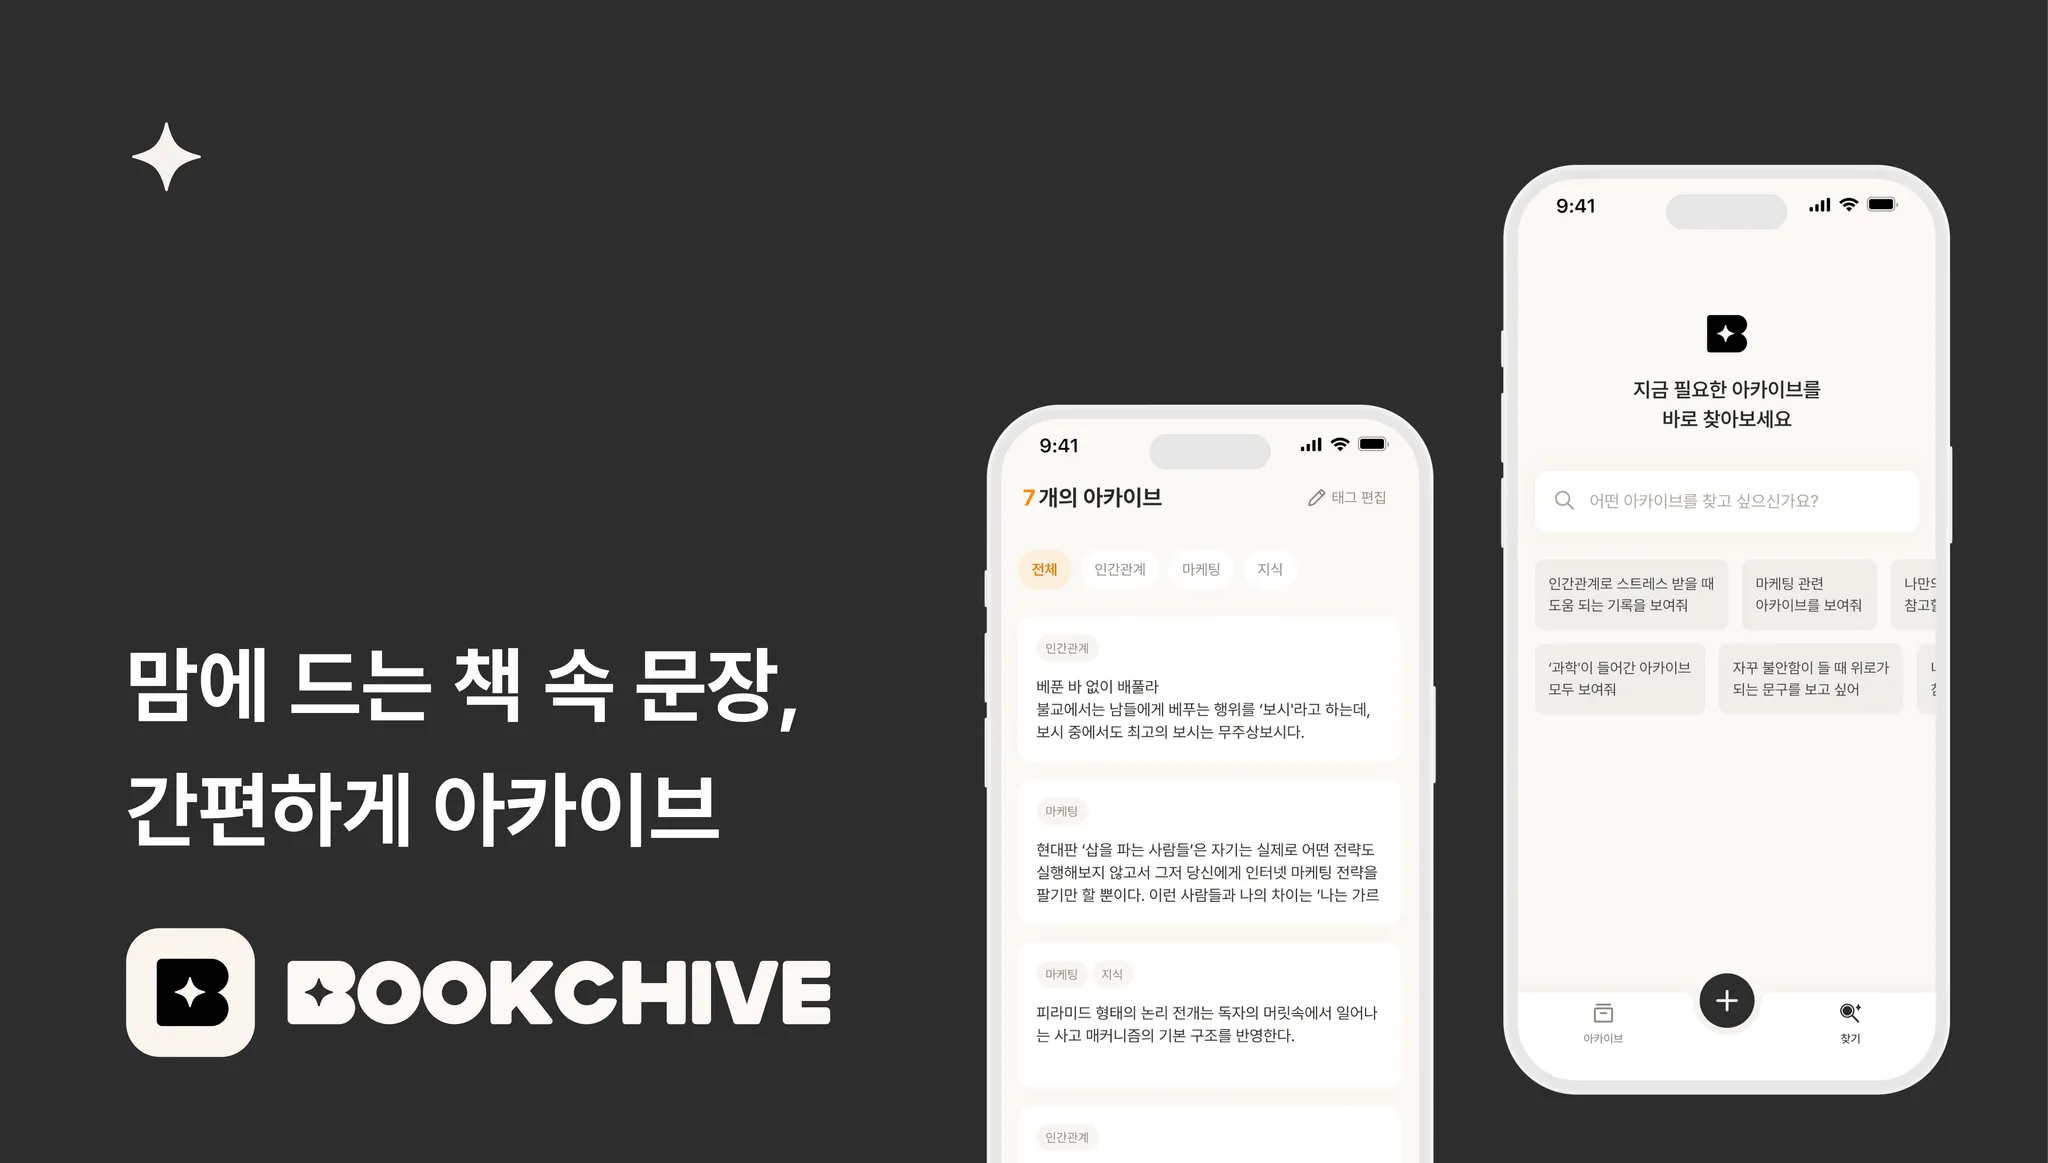 맘에 드는 책 속 문장,
간편하게 아카이브
BOOKCHIVE
9:41
7개의 아카이브
태그 편집
전체
인간관계
마케팅
지식
인간관계
베푼 바 없이 배풀라
불교에서는 남들에게 베푸는 행위를 ‘보시'라고 하는데,
보시 중에서도 최고의 보시는 무주상보시다.
마케팅
현대판 ‘삽을 파는 사람들’은 자기는 실제로 어떤 전략도
실행해보지 않고서 그저 당신에게 인터넷 마케팅 전략을
팔기만 할 뿐이다. 이런 사람들과 나의 차이는 ‘나는 가르
마케팅
지식
피라미드 형태의 논리 전개는 독자의 머릿속에서 일어나
는 사고 매커니즘의 기본 구조를 반영한다.
인간관계
9:41
지금 필요한 아카이브를
바로 찾아보세요
어떤 아카이브를 찾고 싶으신가요?
인간관계로 스트레스 받을 때
도움 되는 기록을 보여줘
마케팅 관련
아카이브를 보여줘
‘과학'이 들어간 아카이브
모두 보여줘
자꾸 불안함이 들 때 위로가
되는 문구를 보고 싶어
아카이브
찾기